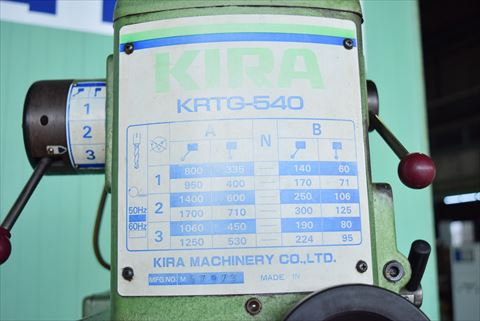 KIRA
KRTG-540
A N B
1 800 335 140 60
950 400 170 71
50Hz 2 1400 600 250 106
60Hz 1700 710 300 125
3 1060 450 190 80
1250 530 224 95
KIRA MACHINERY CO.,LTD.
MFG NO. M MADE IN
1
2
3